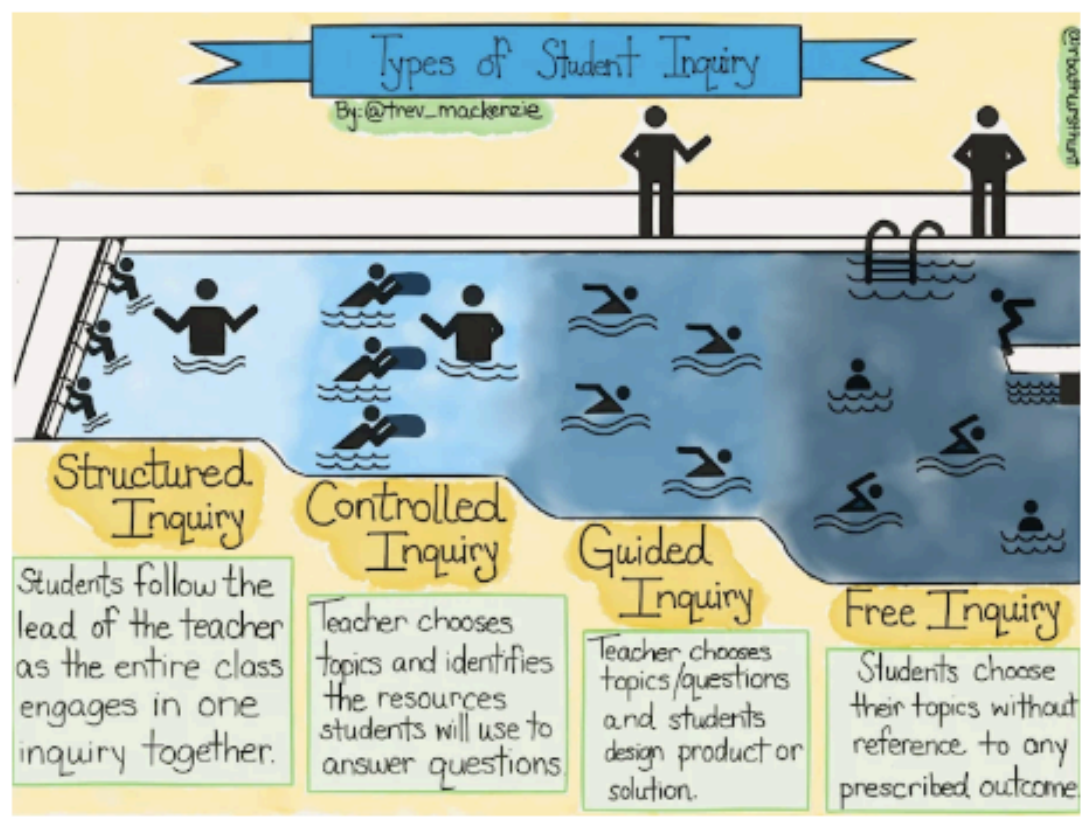 Types of Student Inquiry
By:@trev_mackenzie
@rbathursthunt
Structured
Inquiry
Students follow the
lead of the teacher
as the entire class
engages in one
inquiry together.
Controlled
Inquiry
Teacher chooses
topics and identifies
the resources
students will use to
answer questions.
Guided
Inquiry
Teacher chooses
topics/questions
and students
design product or
solution.
Free Inquiry
Students choose
their topics without
reference to any
prescribed outcome.